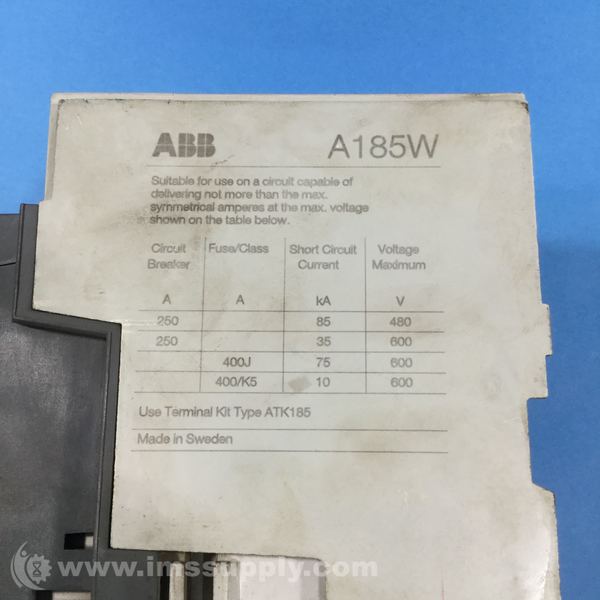 ABB A185W
Suitable for use on a circuit capable of
delivering not more than the max.
symmetrical amperes at the max. voltage
shown on the table below.
Circuit Fuse/Class Short Circuit Voltage
Breaker Current Maximum
A A kA V
250 85 480
250 35 600
400J 75 600
400/K5 10 600
Use Terminal Kit Type ATK185
Made in Sweden
www.imssupply.com